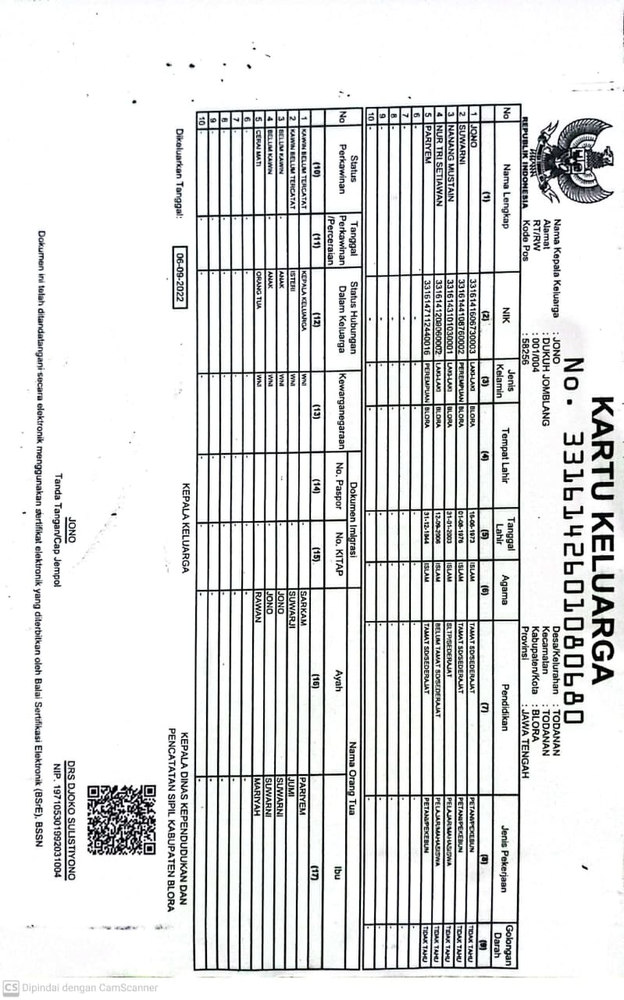 KARTU KELUARGA
No. 3316142601080680
REPUBLIK INDONESIA
Nama Kepala Keluarga : JONO
Alamat : DUKUH JOMBLANG
RT/RW : 001/004
Kode Pos : 58256
Desa/Kelurahan : TODANAN
Kecamatan : TODANAN
Kabupaten/Kota : BLORA
Provinsi : JAWA TENGAH
No Nama Lengkap NIK Jenis Kelamin Tempat Lahir Tanggal Lahir Agama Pendidikan Jenis Pekerjaan Golongan Darah
(1) (2) (3) (4) (5) (6) (7) (8) (9)
1 JONO 3316141606730003 LAKI-LAKI BLORA 16-06-1973 ISLAM TAMAT SD/SEDERAJAT PETANI/PEKEBUN TIDAK TAHU
2 SUWARNI 3316144108760002 PEREMPUAN BLORA 01-08-1976 ISLAM TAMAT SD/SEDERAJAT PETANI/PEKEBUN TIDAK TAHU
3 NANANG MUSTAIN 3316143101030001 LAKI-LAKI BLORA 31-01-2003 ISLAM SLTP/SEDERAJAT PELAJAR/MAHASISWA TIDAK TAHU
4 NUR TRI SETIAWAN 3316141209060002 LAKI-LAKI BLORA 12-09-2006 ISLAM BELUM TAMAT SD/SEDERAJAT PELAJAR/MAHASISWA TIDAK TAHU
5 PARIYEM 3316147112440016 PEREMPUAN BLORA 31-12-1944 ISLAM TAMAT SD/SEDERAJAT PETANI/PEKEBUN TIDAK TAHU
6 - - - - - - - - -
7 - - - - - - - - -
8 - - - - - - - - -
9 - - - - - - - - -
10 - - - - - - - - -
No Status Perkawinan Tanggal Perkawinan /Perceraian Status Hubungan Dalam Keluarga Kewarganegaraan Dokumen Imigrasi Nama Orang Tua
No. Paspor No. KITAP Ayah Ibu
(10) (11) (12) (13) (14) (15) (16) (17)
1 KAWIN BELUM TERCATAT KEPALA KELUARGA WNI SARKAM PARIYEM
2 KAWIN BELUM TERCATAT ISTERI WNI SUWARJI JUMI
3 BELUM KAWIN ANAK WNI JONO SUWARNI
4 BELUM KAWIN ANAK WNI JONO SUWARNI
5 CERAI MATI ORANG TUA WNI RAWAN MARIYAH
6 - - - - - - - -
7 - - - - - - - -
8 - - - - - - - -
9 - - - - - - - -
10 - - - - - - - -
Dikeluarkan Tanggal : 06-09-2022
KEPALA KELUARGA
JONO
Tanda Tangan/Cap Jempol
KEPALA DINAS KEPENDUDUKAN DAN
PENCATATAN SIPIL KABUPATEN BLORA
DRS DJOKO SULISTIYONO
NIP. 197105301992031004
Dokumen ini telah ditandatangani secara elektronik menggunakan sertifikat elektronik yang diterbitkan oleh Balai Sertifikasi Elektronik (BSrE), BSSN
CS Dipindai dengan CamScanner